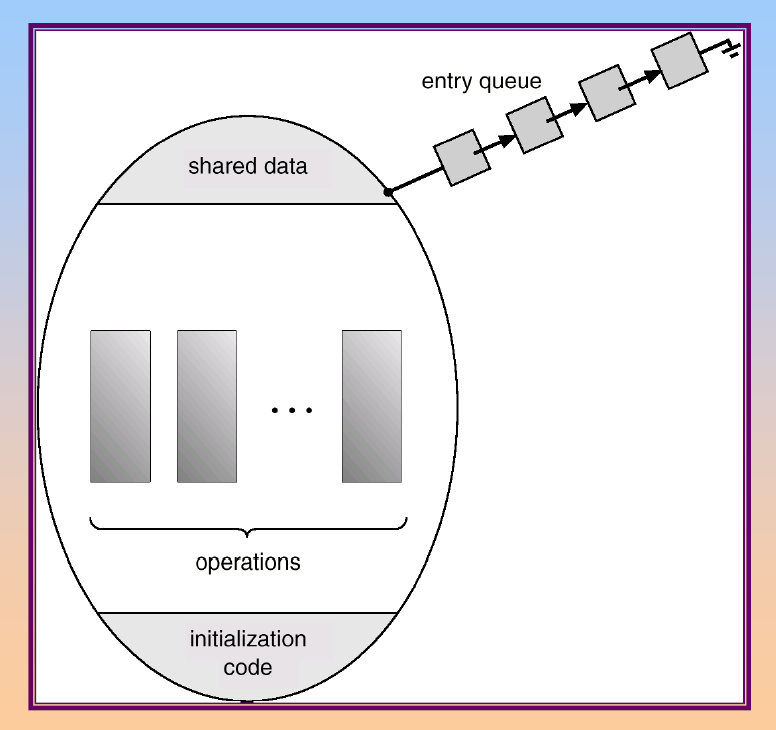 entry queue
shared data
. . .
operations
initialization
code